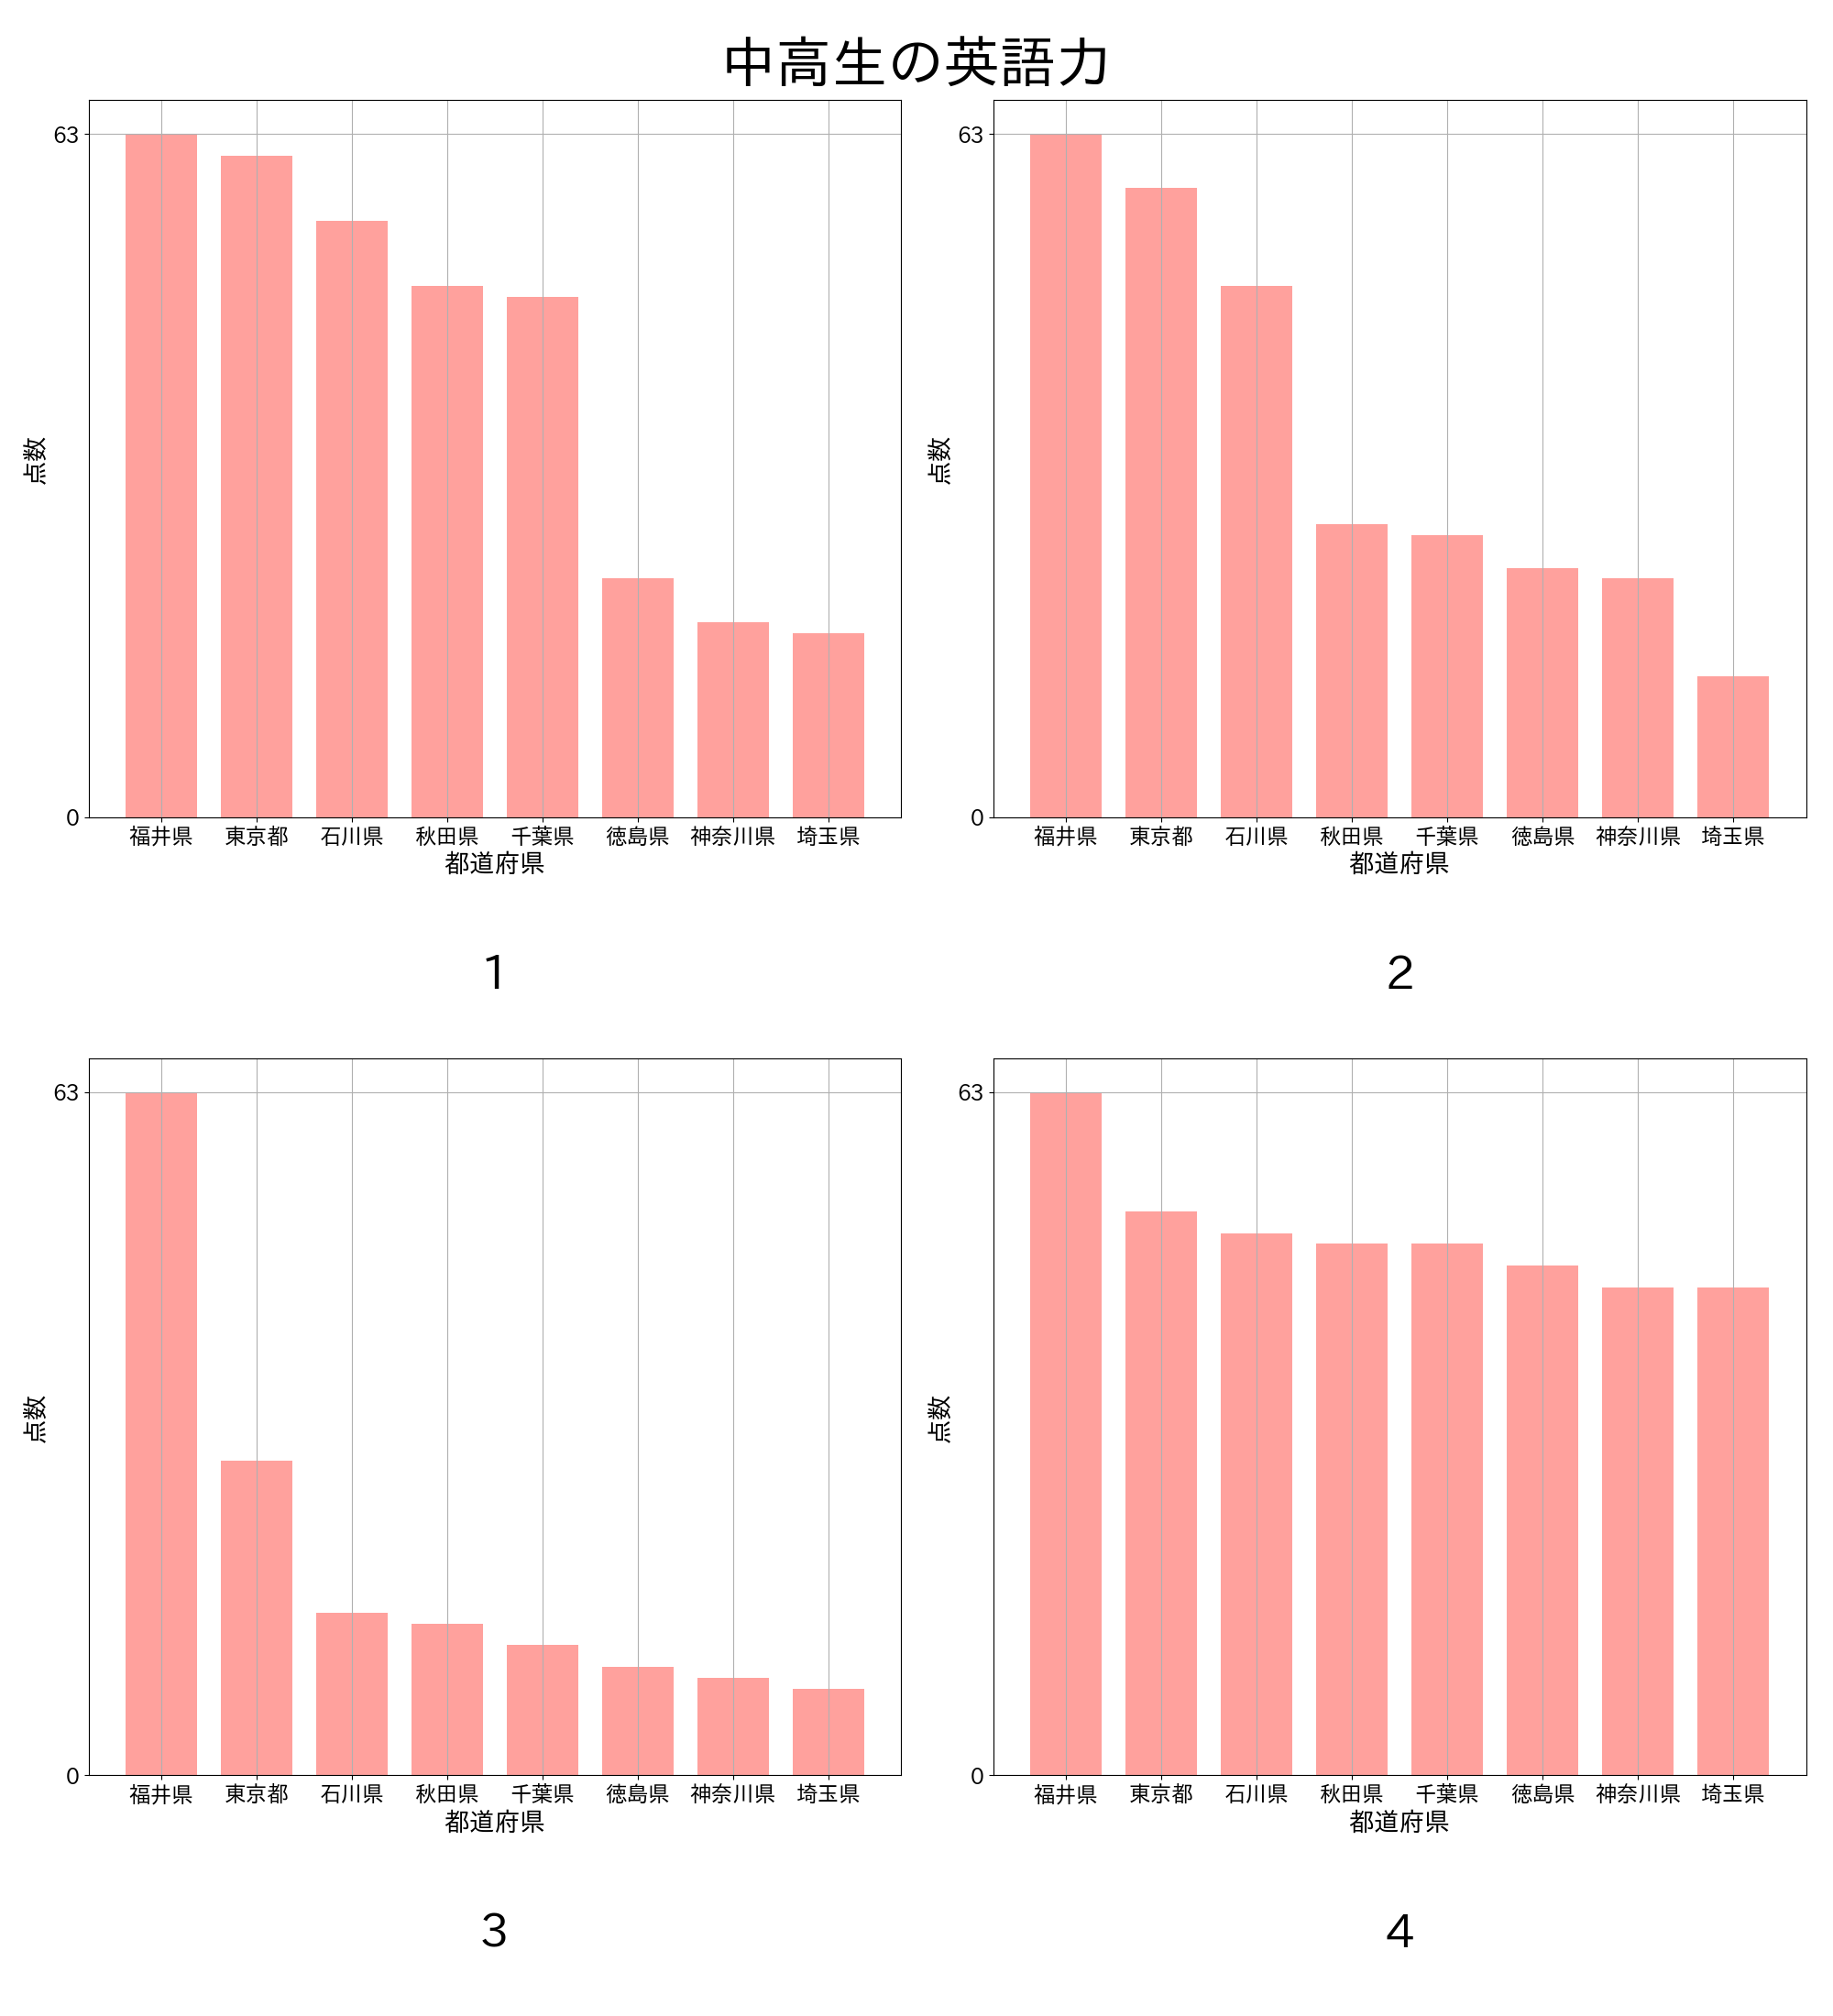 中高生の英語力
63
点数
0
福井県 東京都 石川県 秋田県 千葉県 徳島県 神奈川県 埼玉県
都道府県
1
63
点数
0
福井県 東京都 石川県 秋田県 千葉県 徳島県 神奈川県 埼玉県
都道府県
2
63
点数
0
福井県 東京都 石川県 秋田県 千葉県 徳島県 神奈川県 埼玉県
都道府県
3
63
点数
0
福井県 東京都 石川県 秋田県 千葉県 徳島県 神奈川県 埼玉県
都道府県
4